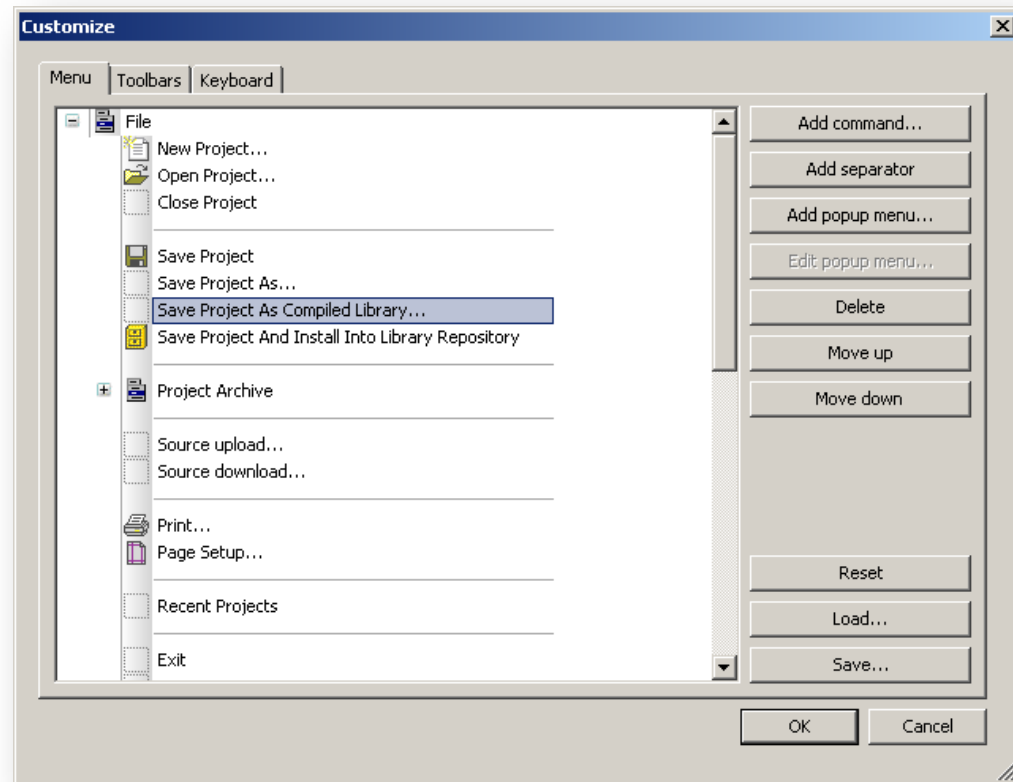 Customize
Menu Toolbars Keyboard
File
New Project...
Open Project...
Close Project
Save Project
Save Project As...
Save Project As Compiled Library...
Save Project And Install Into Library Repository
Project Archive
Source upload...
Source download...
Print...
Page Setup...
Recent Projects
Exit
Add command...
Add separator
Add popup menu...
Edit popup menu...
Delete
Move up
Move down
Reset
Load...
Save...
OK Cancel